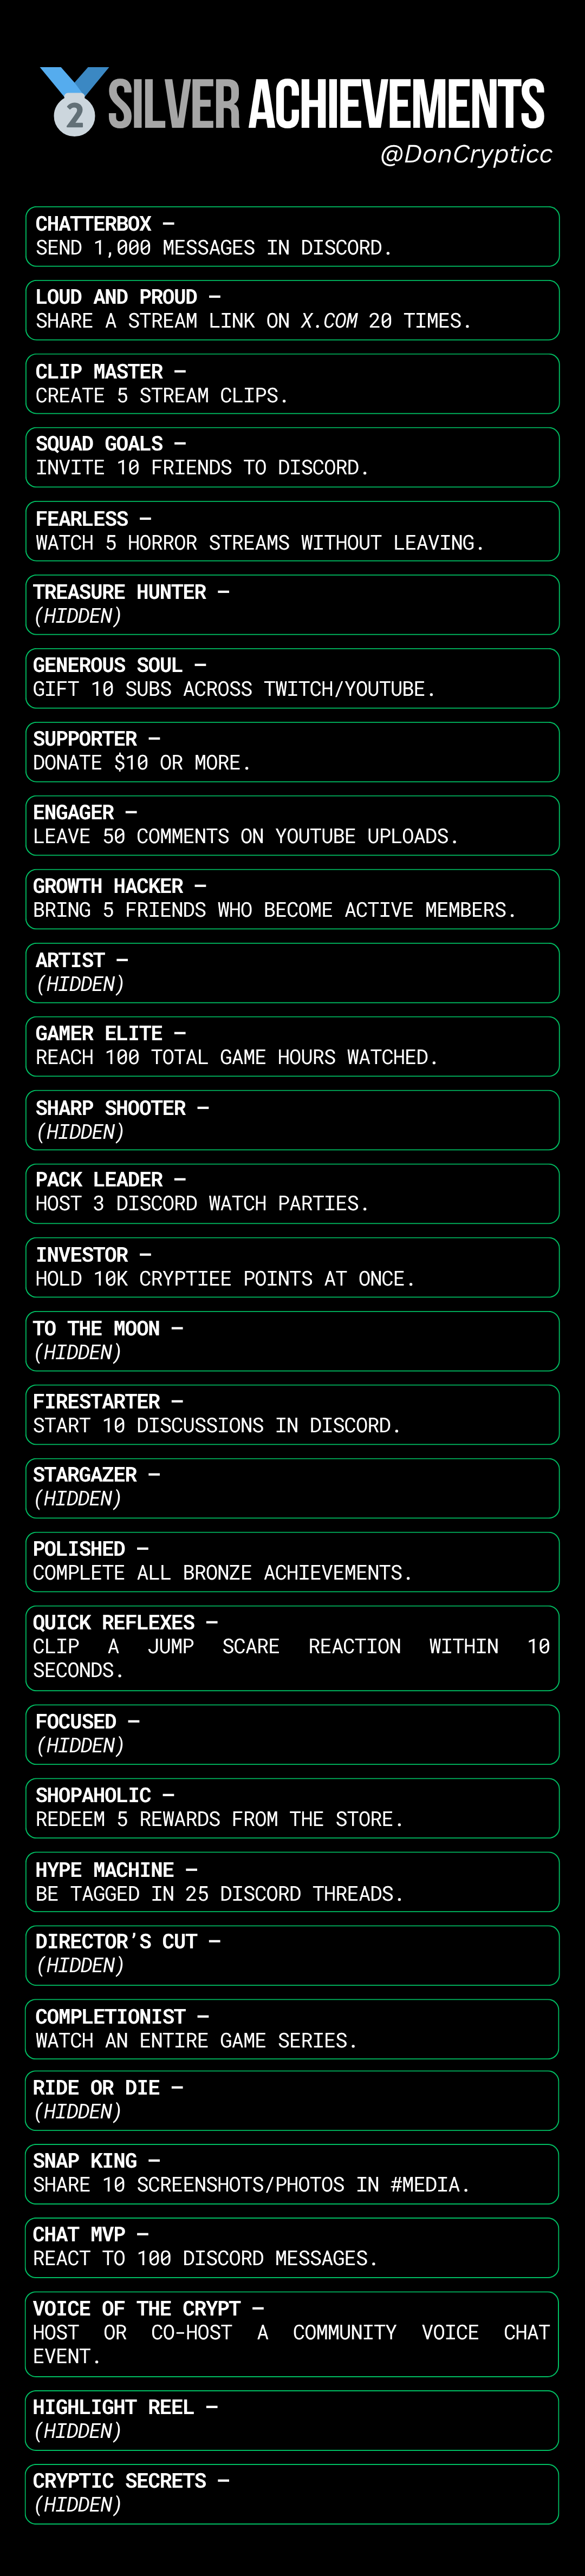 2 SILVER ACHIEVEMENTS
@DonCrypticc
CHATTERBOX –
SEND 1,000 MESSAGES IN DISCORD.
LOUD AND PROUD –
SHARE A STREAM LINK ON X.COM 20 TIMES.
CLIP MASTER –
CREATE 5 STREAM CLIPS.
SQUAD GOALS –
INVITE 10 FRIENDS TO DISCORD.
FEARLESS –
WATCH 5 HORROR STREAMS WITHOUT LEAVING.
TREASURE HUNTER –
(HIDDEN)
GENEROUS SOUL –
GIFT 10 SUBS ACROSS TWITCH/YOUTUBE.
SUPPORTER –
DONATE $10 OR MORE.
ENGAGER –
LEAVE 50 COMMENTS ON YOUTUBE UPLOADS.
GROWTH HACKER –
BRING 5 FRIENDS WHO BECOME ACTIVE MEMBERS.
ARTIST –
(HIDDEN)
GAMER ELITE –
REACH 100 TOTAL GAME HOURS WATCHED.
SHARP SHOOTER –
(HIDDEN)
PACK LEADER –
HOST 3 DISCORD WATCH PARTIES.
INVESTOR –
HOLD 10K CRYPTIEE POINTS AT ONCE.
TO THE MOON –
(HIDDEN)
FIRESTARTER –
START 10 DISCUSSIONS IN DISCORD.
STARGAZER –
(HIDDEN)
POLISHED –
COMPLETE ALL BRONZE ACHIEVEMENTS.
QUICK REFLEXES –
CLIP A JUMP SCARE REACTION WITHIN 10
SECONDS.
FOCUSED –
(HIDDEN)
SHOPAHOLIC –
REDEEM 5 REWARDS FROM THE STORE.
HYPE MACHINE –
BE TAGGED IN 25 DISCORD THREADS.
DIRECTOR’S CUT –
(HIDDEN)
COMPLETIONIST –
WATCH AN ENTIRE GAME SERIES.
RIDE OR DIE –
(HIDDEN)
SNAP KING –
SHARE 10 SCREENSHOTS/PHOTOS IN #MEDIA.
CHAT MVP –
REACT TO 100 DISCORD MESSAGES.
VOICE OF THE CRYPT –
HOST OR CO-HOST A COMMUNITY VOICE CHAT
EVENT.
HIGHLIGHT REEL –
(HIDDEN)
CRYPTIC SECRETS –
(HIDDEN)